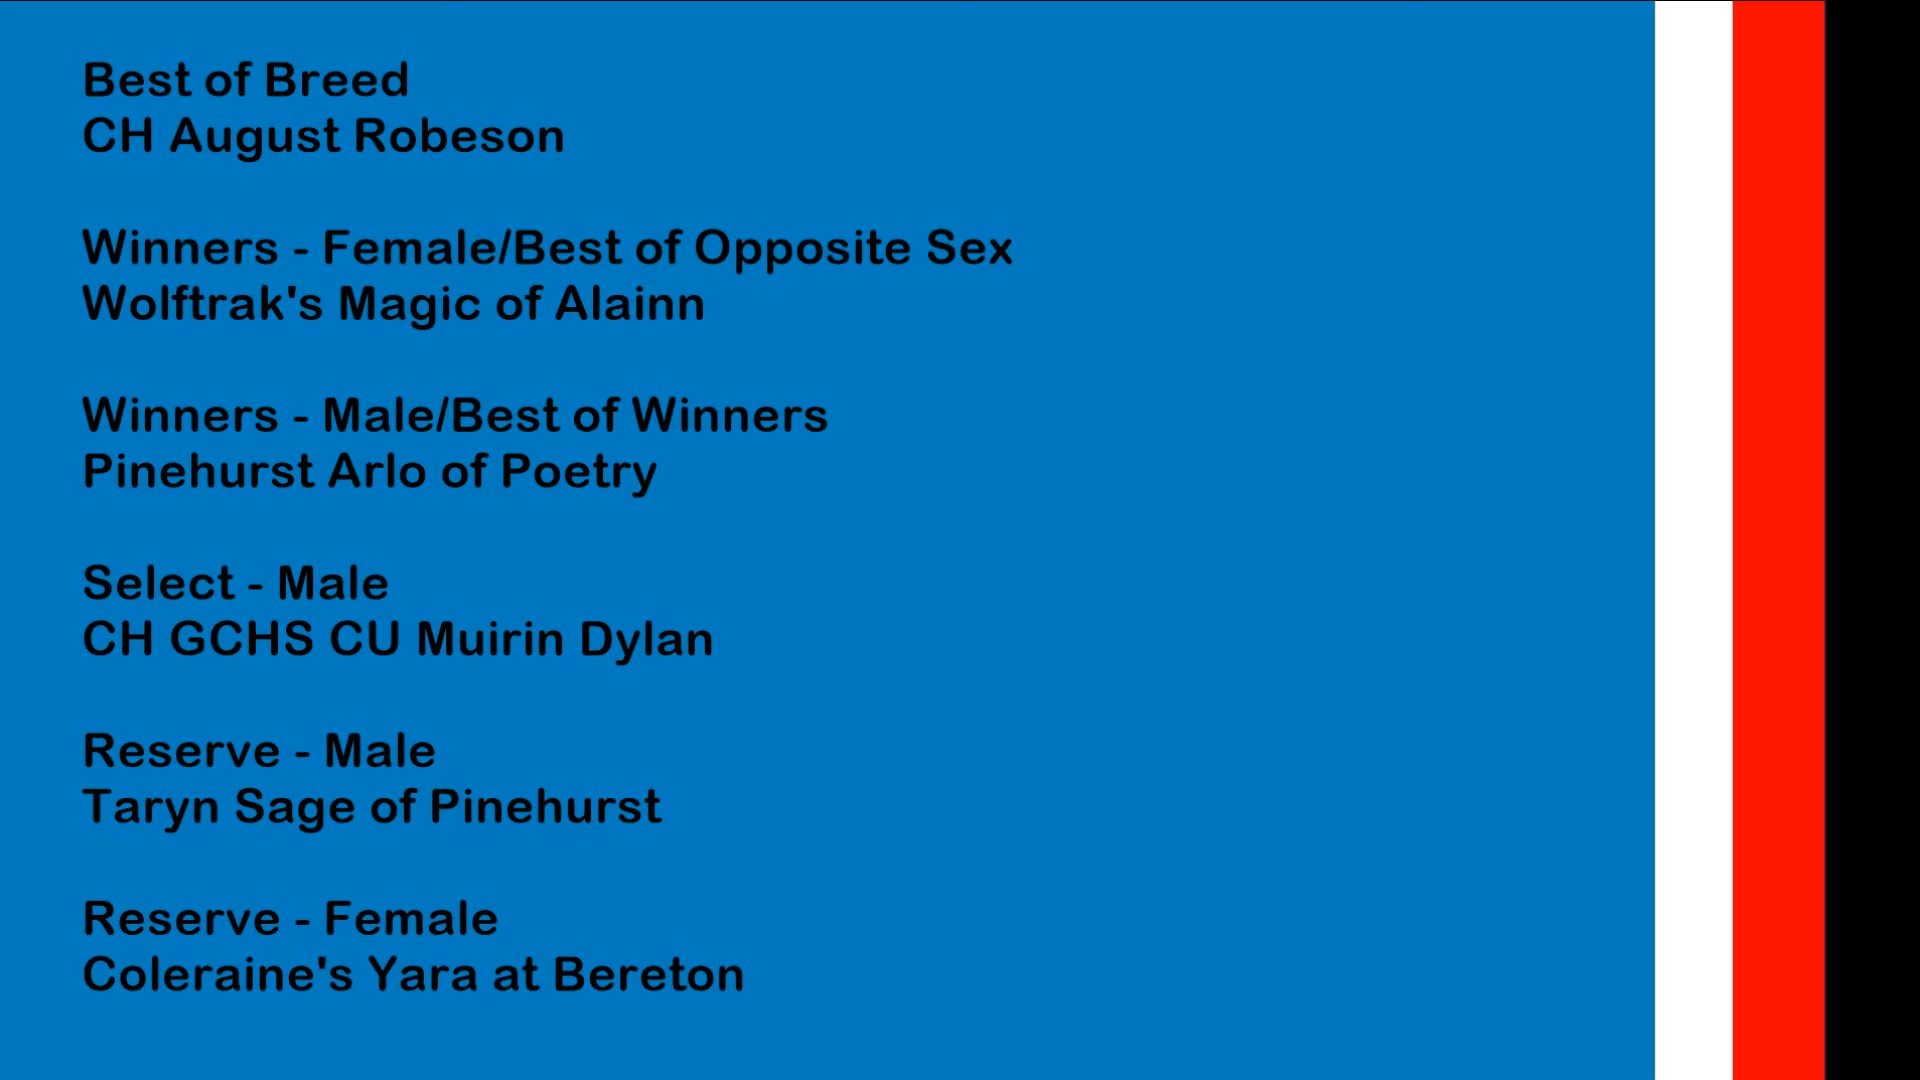 Best of Breed
CH August Robeson
Winners - Female/Best of Opposite Sex
Wolftrak's Magic of Alainn
Winners - Male/Best of Winners
Pinehurst Arlo of Poetry
Select - Male
CH GCHS CU Muirin Dylan
Reserve - Male
Taryn Sage of Pinehurst
Reserve - Female
Coleraine's Yara at Bereton